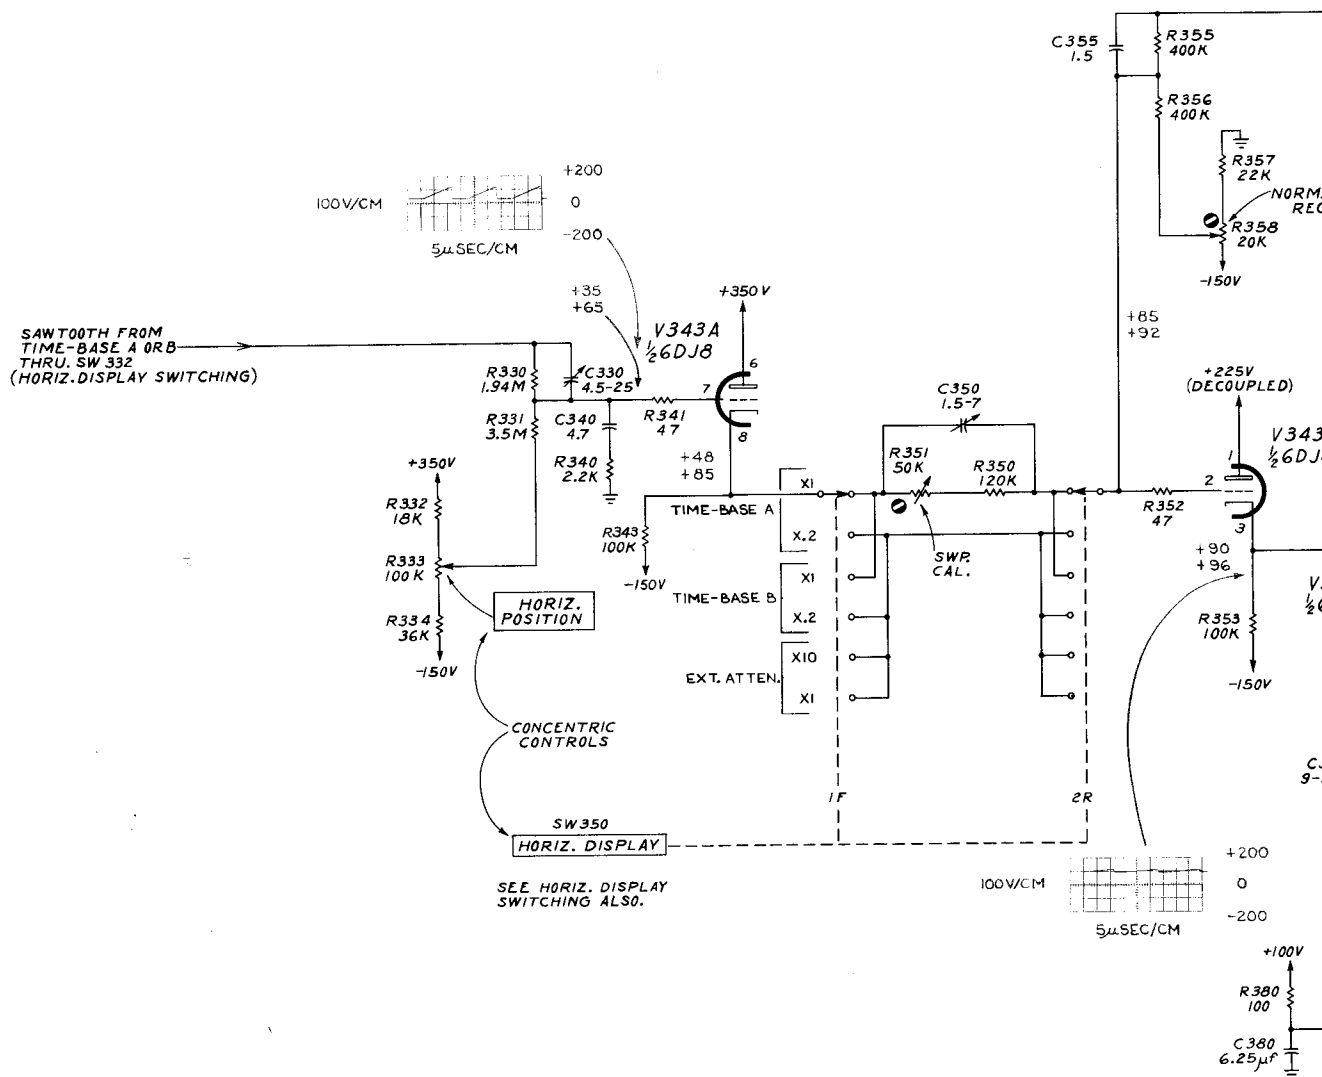 C355
1.5
R355
400K
R356
400K
R357
22K
R358
20K
-150V
100V/CM
+200
0
-200
5µSEC/CM
+35
+65
+350V
V343A
½6DJ8
6
7
8
SAWTOOTH FROM
TIME-BASE A OR B
THRU. SW 332
(HORIZ. DISPLAY SWITCHING)
R330
1.94M
C330
4.5-25
R331
3.5M
C340
4.7
R341
47
R340
2.2K
+48
+85
+350V
R332
18K
R333
100K
R334
36K
-150V
HORIZ.
POSITION
R343
100K
-150V
TIME-BASE A
X1
X.2
TIME-BASE B
X1
X.2
EXT. ATTEN.
X10
X1
C350
1.5-7
R351
50K
R350
120K
SWP.
CAL.
+85
+92
+225V
(DECOUPLED)
V343
½6DJ
1
2
3
R352
47
+90
+96
R353
100K
-150V
CONCENTRIC
CONTROLS
1F
2R
SW350
HORIZ. DISPLAY
SEE HORIZ. DISPLAY
SWITCHING ALSO.
100V/CM
+200
0
-200
5µSEC/CM
+100V
R380
100
C380
6.25µf